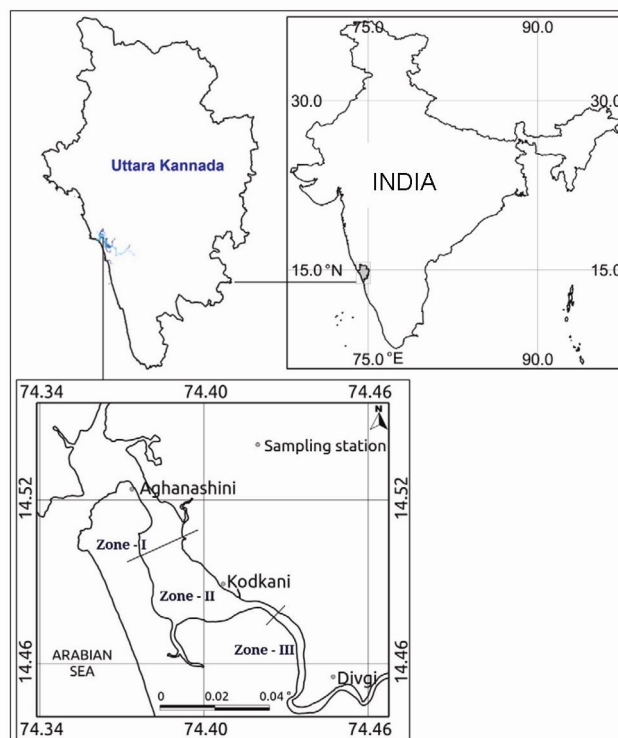 75.0
90.0
30.0
30.0
Uttara Kannada
INDIA
15.0 °N
15.0
75.0 °E
90.0
74.34
74.40
74.46
N
Sampling station
14.52
Aghanashini
14.52
Zone - I
Kodkani
Zone - II
ARABIAN
SEA
Zone - III
14.46
14.46
Divgi
0
0.02
0.04 °
74.34
74.40
74.46